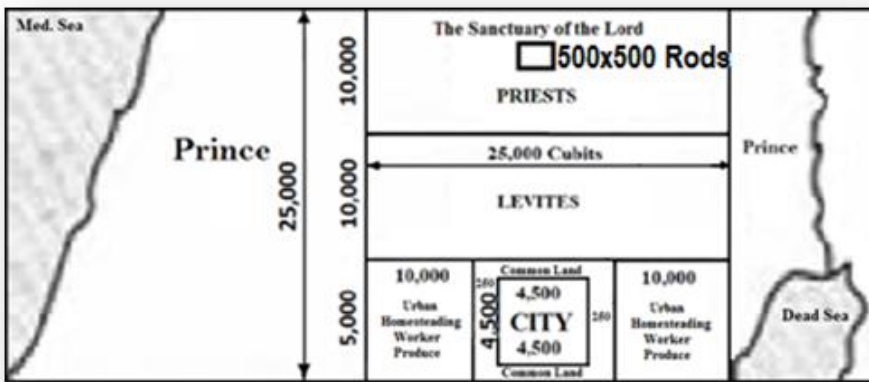 Med. Sea
The Sanctuary of the Lord
500x500 Rods
10,000
PRIESTS
Prince
Prince
25,000 Cubits
25,000
10,000
LEVITES
10,000
Common Land
10,000
250
4,500
Urban
Homesteading
Worker
Produce
5,000
4,500
CITY
250
4,500
Urban
Homesteading
Worker
Produce
Dead Sea
Common Land